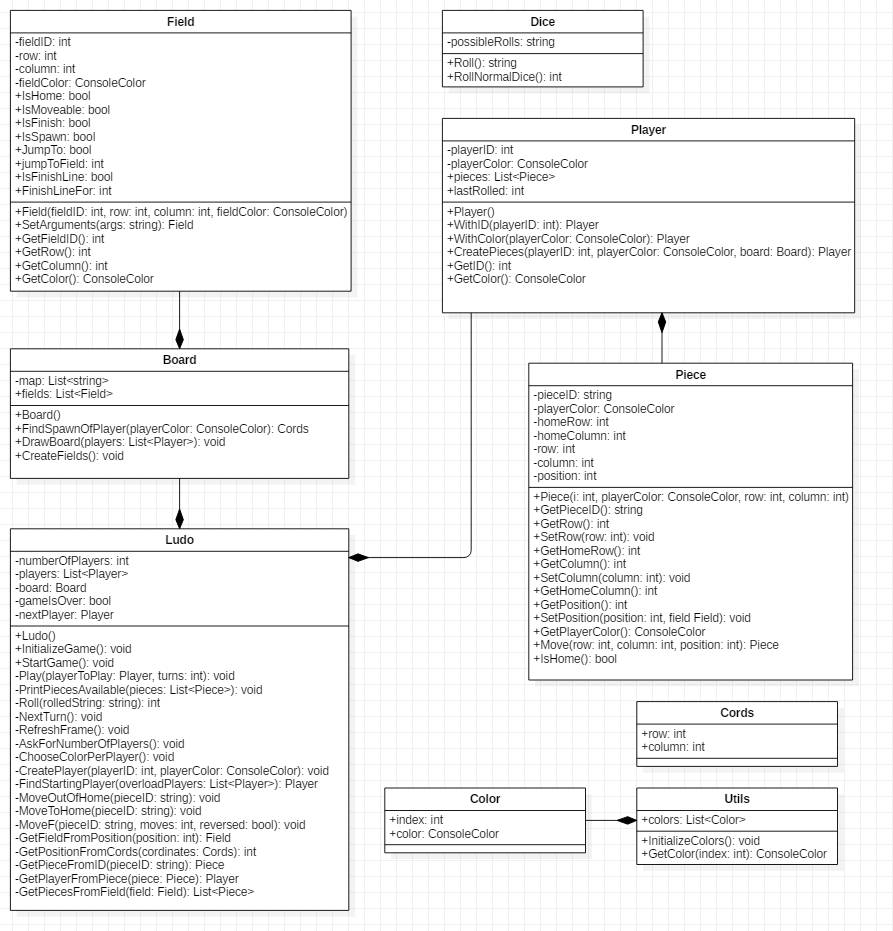 Field
-fieldID: int
-row: int
-column: int
-fieldColor: ConsoleColor
+IsHome: bool
+IsMoveable: bool
+IsFinish: bool
+IsSpawn: bool
+JumpTo: bool
+jumpToField: int
+IsFinishLine: bool
+FinishLineFor: int
+Field(fieldID: int, row: int, column: int, fieldColor: ConsoleColor)
+SetArguments(args: string): Field
+GetFieldID(): int
+GetRow(): int
+GetColumn(): int
+GetColor(): ConsoleColor
Dice
-possibleRolls: string
+Roll(): string
+RollNormalDice(): int
Player
-playerID: int
-playerColor: ConsoleColor
+pieces: List<Piece>
+lastRolled: int
+Player()
+WithID(playerID: int): Player
+WithColor(playerColor: ConsoleColor): Player
+CreatePieces(playerID: int, playerColor: ConsoleColor, board: Board): Player
+GetID(): int
+GetColor(): ConsoleColor
Board
-map: List<string>
+fields: List<Field>
+Board()
+FindSpawnOfPlayer(playerColor: ConsoleColor): Cords
+DrawBoard(players: List<Player>): void
+CreateFields(): void
Piece
-pieceID: string
-playerColor: ConsoleColor
-homeRow: int
-homeColumn: int
-row: int
-column: int
-position: int
+Piece(i: int, playerColor: ConsoleColor, row: int, column: int)
+GetPieceID(): string
+GetRow(): int
+SetRow(row: int): void
+GetHomeRow(): int
+GetColumn(): int
+SetColumn(column: int): void
+GetHomeColumn(): int
+GetPosition(): int
+SetPosition(position: int, field Field): void
+GetPlayerColor(): ConsoleColor
+Move(row: int, column: int, position: int): Piece
+IsHome(): bool
Ludo
-numberOfPlayers: int
-players: List<Player>
-board: Board
-gameIsOver: bool
-nextPlayer: Player
+Ludo()
+InitializeGame(): void
+StartGame(): void
-Play(playerToPlay: Player, turns: int): void
-PrintPiecesAvailable(pieces: List<Piece>): void
-Roll(rolledString: string): int
-NextTurn(): void
-RefreshFrame(): void
-AskForNumberOfPlayers(): void
-ChooseColorPerPlayer(): void
-CreatePlayer(playerID: int, playerColor: ConsoleColor): void
-FindStartingPlayer(overloadPlayers: List<Player>): Player
-MoveOutOfHome(pieceID: string): void
-MoveToHome(pieceID: string): void
-MoveF(pieceID: string, moves: int, reversed: bool): void
-GetFieldFromPosition(position: int): Field
-GetPositionFromCords(cordinates: Cords): int
-GetPieceFromID(pieceID: string): Piece
-GetPlayerFromPiece(piece: Piece): Player
-GetPiecesFromField(field: Field): List<Piece>
Cords
+row: int
+column: int
Color
+index: int
+color: ConsoleColor
Utils
+colors: List<Color>
+InitializeColors(): void
+GetColor(index: int): ConsoleColor